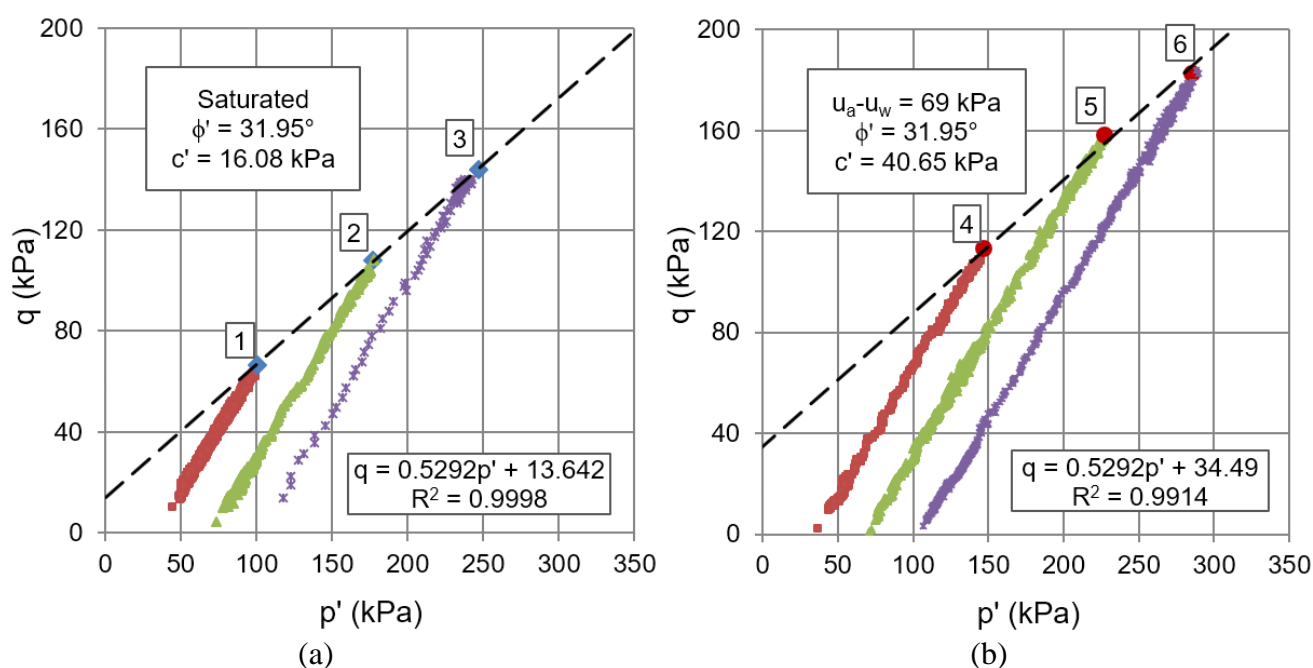 200
160
120
80
40
0
q (kPa)
Saturated
ϕ' = 31.95°
c' = 16.08 kPa
1
2
3
q = 0.5292p' + 13.642
R² = 0.9998
0 50 100 150 200 250 300 350
p' (kPa)
(a)
200
160
120
80
40
0
q (kPa)
uₐ-u_w = 69 kPa
ϕ' = 31.95°
c' = 40.65 kPa
4
5
6
q = 0.5292p' + 34.49
R² = 0.9914
0 50 100 150 200 250 300 350
p' (kPa)
(b)